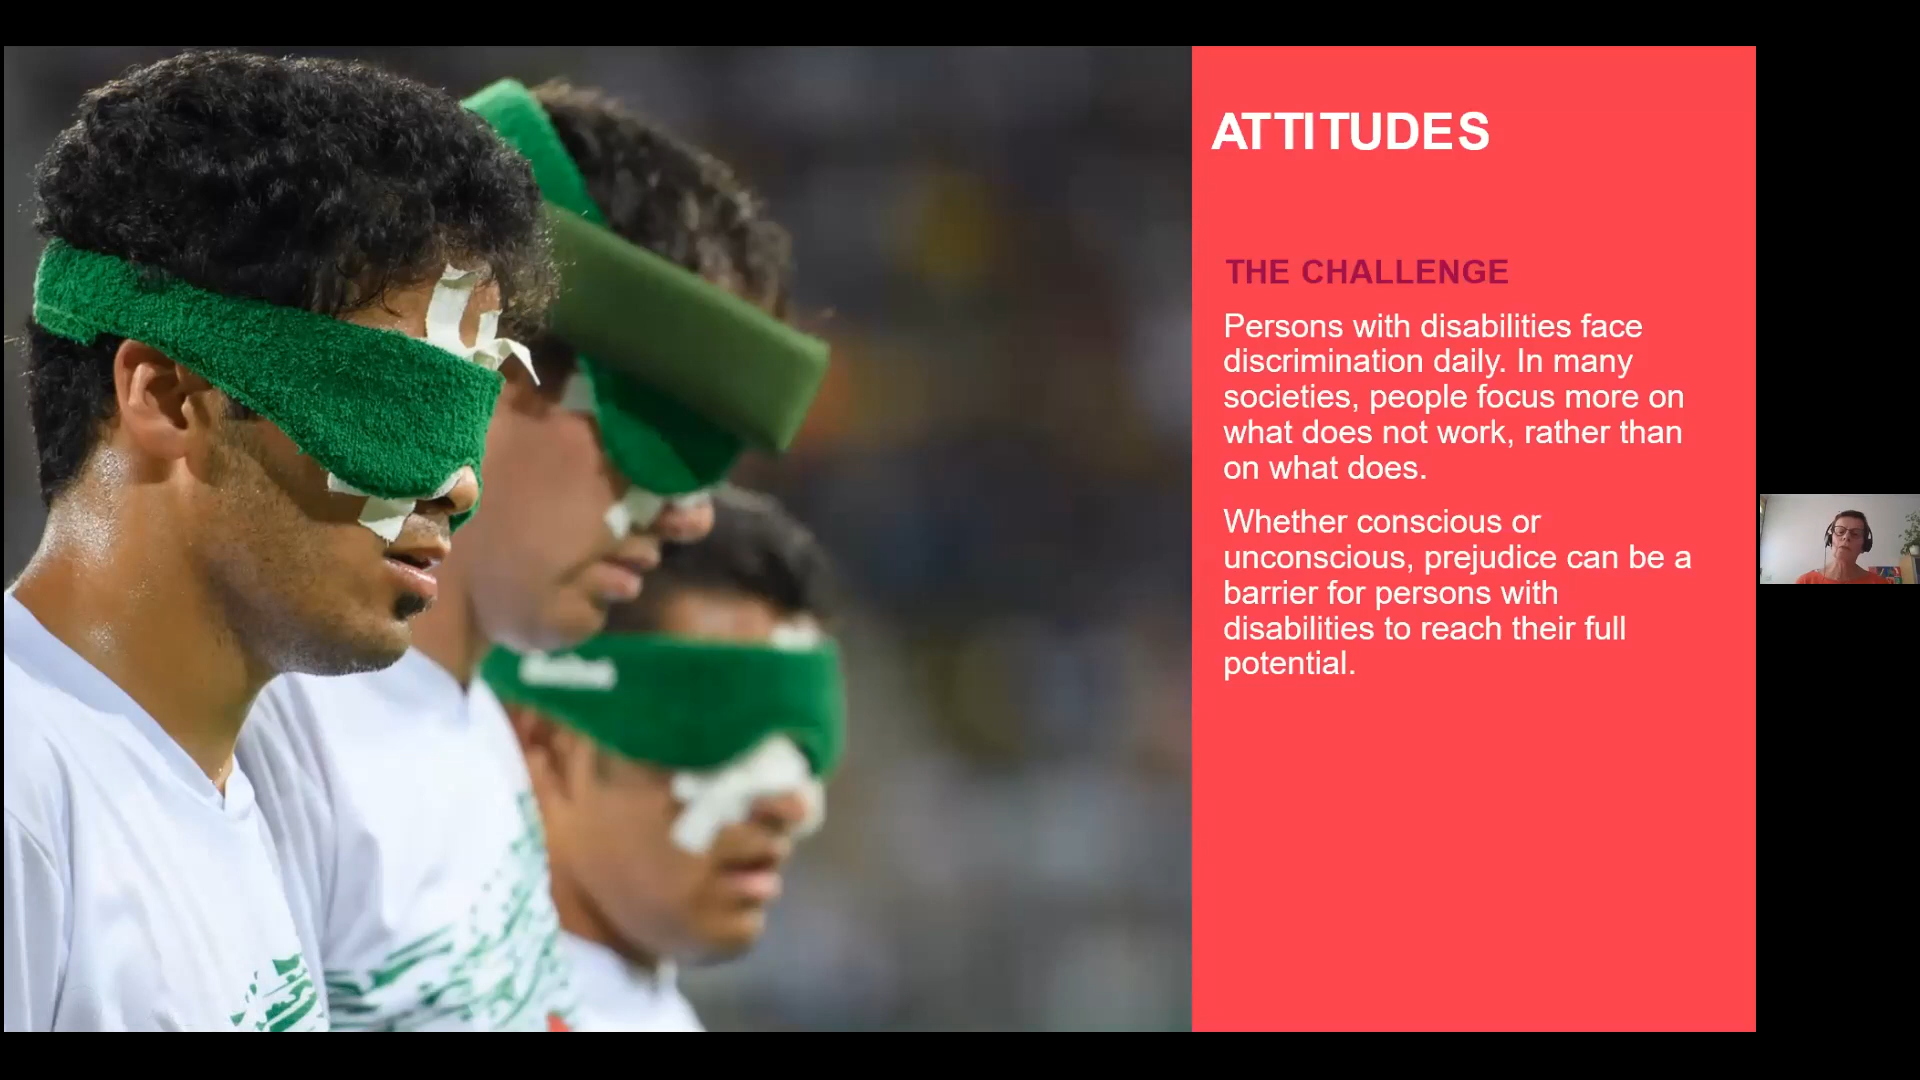 ATTITUDES
THE CHALLENGE
Persons with disabilities face
discrimination daily. In many
societies, people focus more on
what does not work, rather than
on what does.
Whether conscious or
unconscious, prejudice can be a
barrier for persons with
disabilities to reach their full
potential.